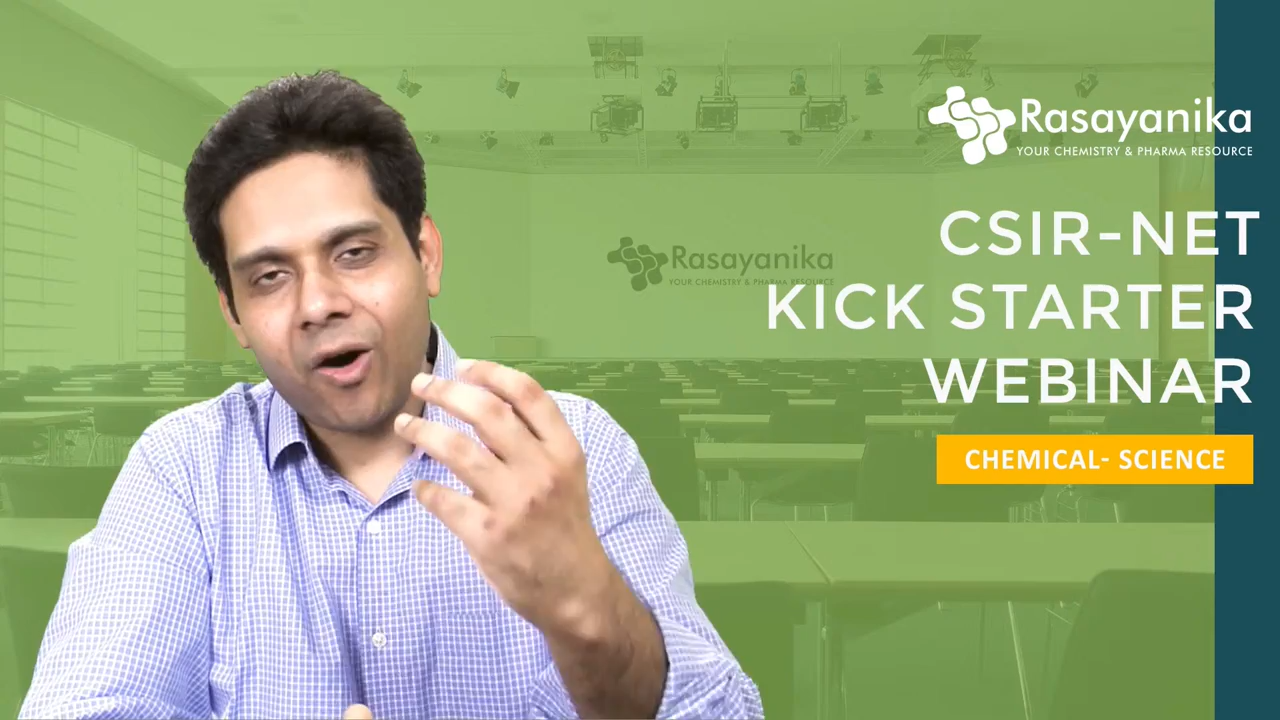 Rasayanika
YOUR CHEMISTRY & PHARMA RESOURCE
CSIR-NET
Rasayanika
YOUR CHEMISTRY & PHARMA RESOURCE
KICK STARTER
WEBINAR
CHEMICAL- SCIENCE